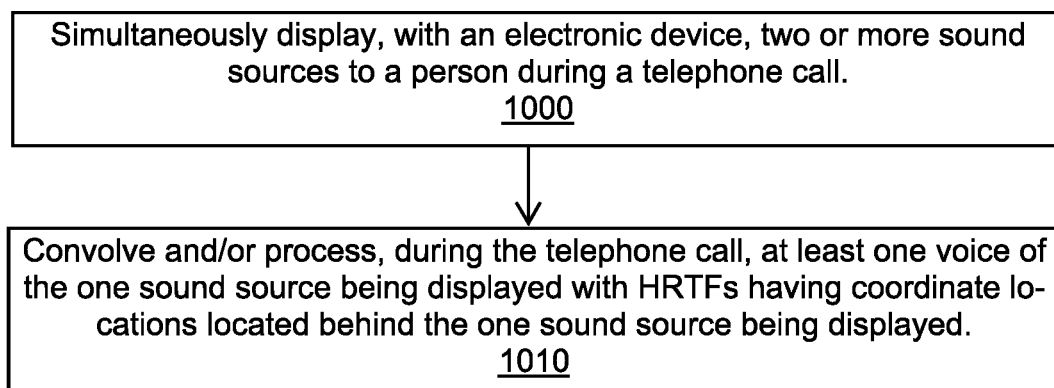 Simultaneously display, with an electronic device, two or more sound
sources to a person during a telephone call.
1000
Convolve and/or process, during the telephone call, at least one voice of
the one sound source being displayed with HRTFs having coordinate lo-
cations located behind the one sound source being displayed.
1010